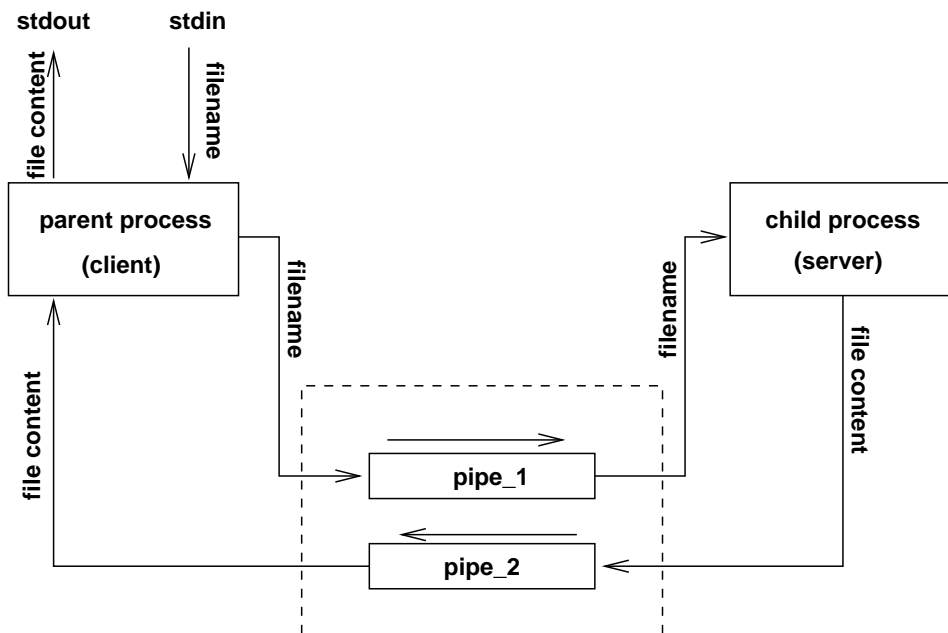 stdout
stdin
file content
filename
parent process
(client)
child process
(server)
filename
filename
file content
file content
pipe_1
pipe_2